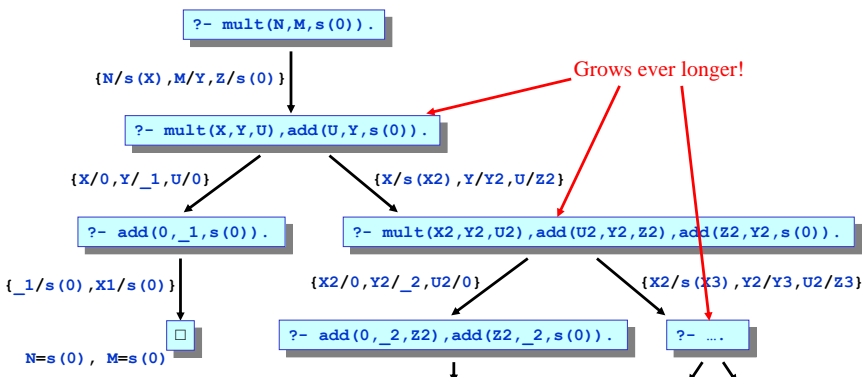 ?- mult(N,M,s(0)).
{N/s(X),M/Y,Z/s(0)}
Grows ever longer!
?- mult(X,Y,U),add(U,Y,s(0)).
{X/0,Y/_1,U/0}
{X/s(X2),Y/Y2,U/Z2}
?- add(0,_1,s(0)).
?- mult(X2,Y2,U2),add(U2,Y2,Z2),add(Z2,Y2,s(0)).
{_1/s(0),X1/s(0)}
{X2/0,Y2/_2,U2/0}
{X2/s(X3),Y2/Y3,U2/Z3}
□
?- add(0,_2,Z2),add(Z2,_2,s(0)).
?- ….
N=s(0), M=s(0)